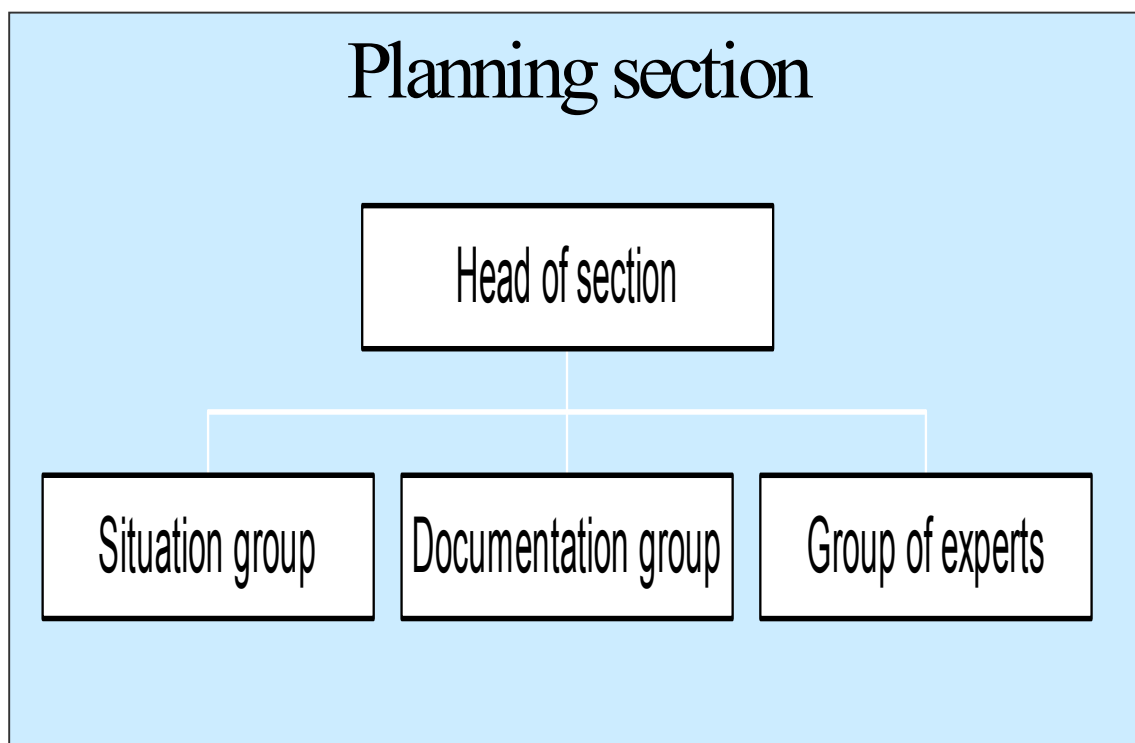 Planning section
Head of section
Situation group
Documentation group
Group of experts